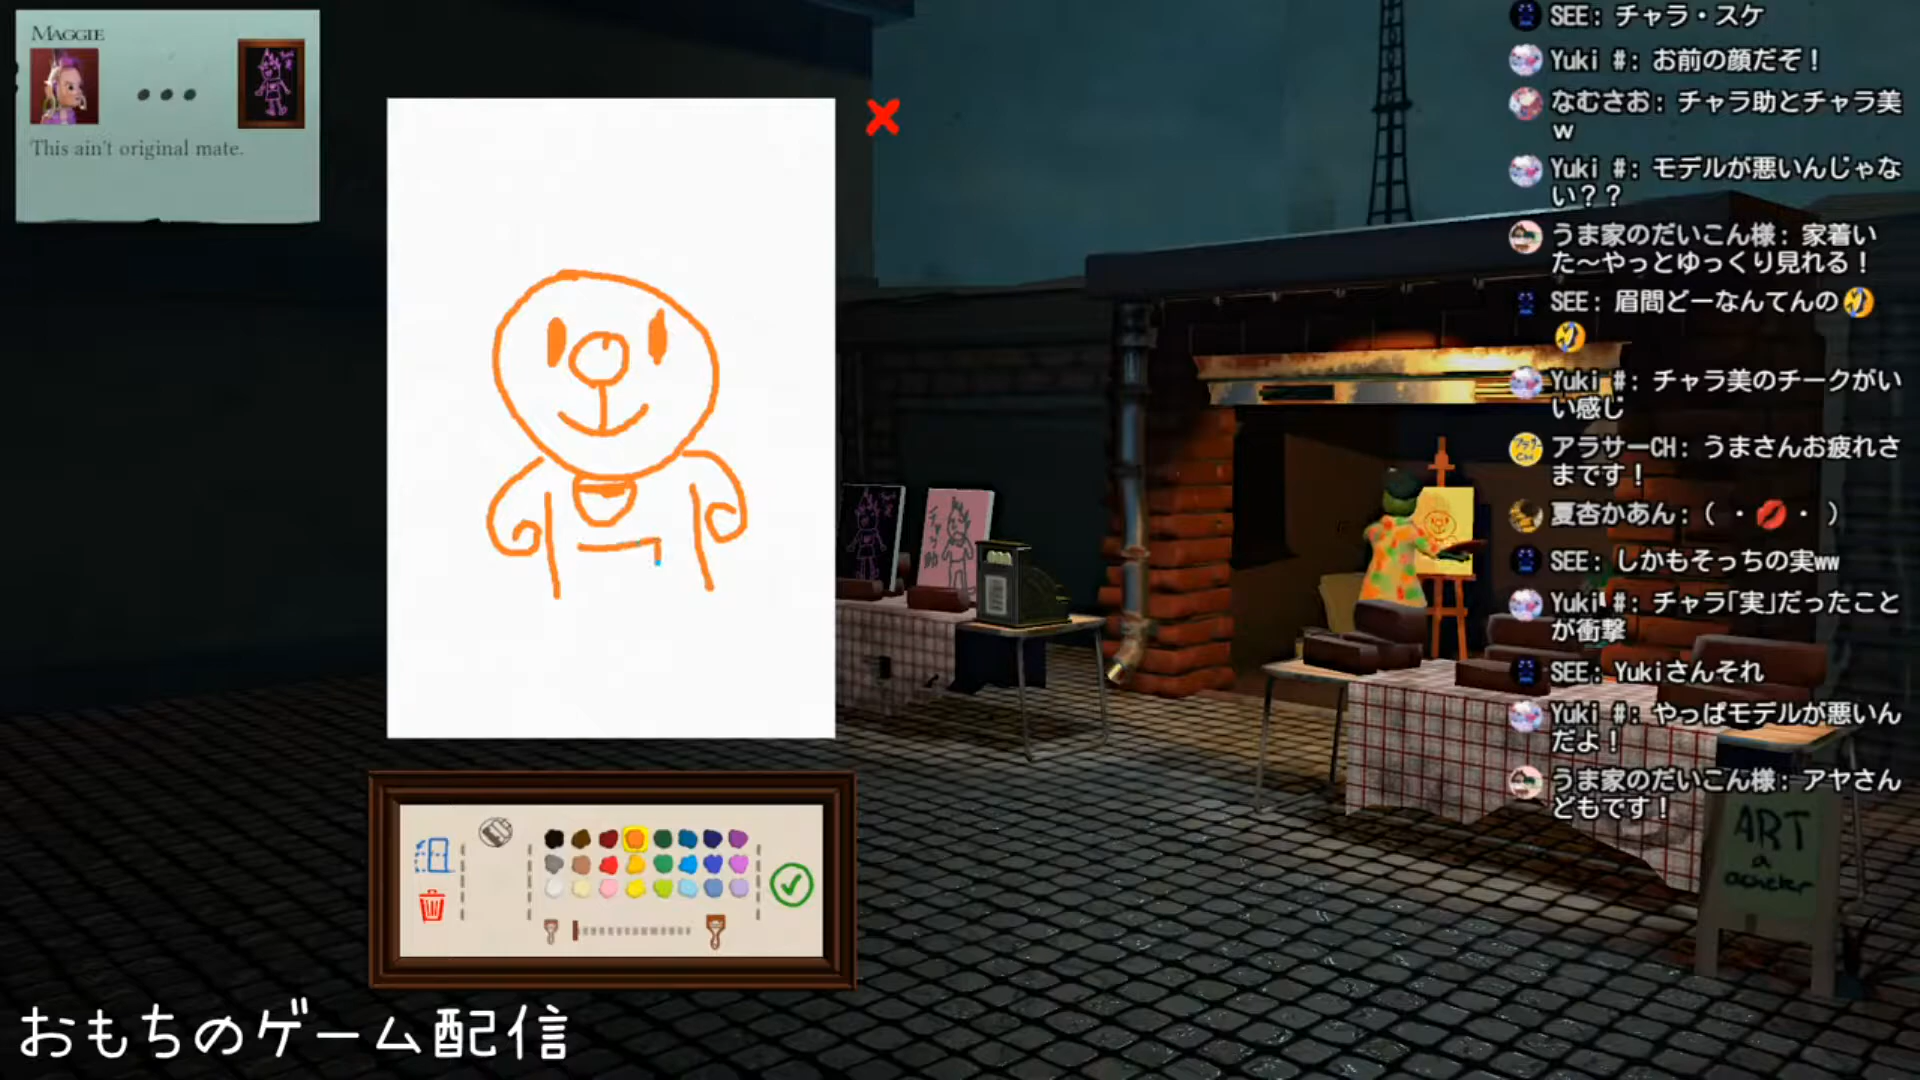 MAGGIE
This ain't original mate.
SEE: チャラ・スケ
Yuki #: お前の顔だぞ！
なむさお: チャラ助とチャラ美
w
Yuki #: モデルが悪いんじゃな
い？？
うま家のだいこん様: 家着い
た～やっとゆっくり見れる！
SEE: 眉間どーなんてんの🤣
🤣
Yuki #: チャラ美のチークがい
い感じ
アラサーCH: うまさんお疲れさ
までです！
夏杏かあん: （ ・💋・ ）
SEE: しかもそっちの実ww
Yuki #: チャラ｢実｣だったこと
が衝撃
SEE: Yukiさんそれ
Yuki #: やっぱモデルが悪いん
だよ！
うま家のだいこん様: アヤさん
どもです！
チャラ助
ART
a
acheter
おもちのゲーム配信